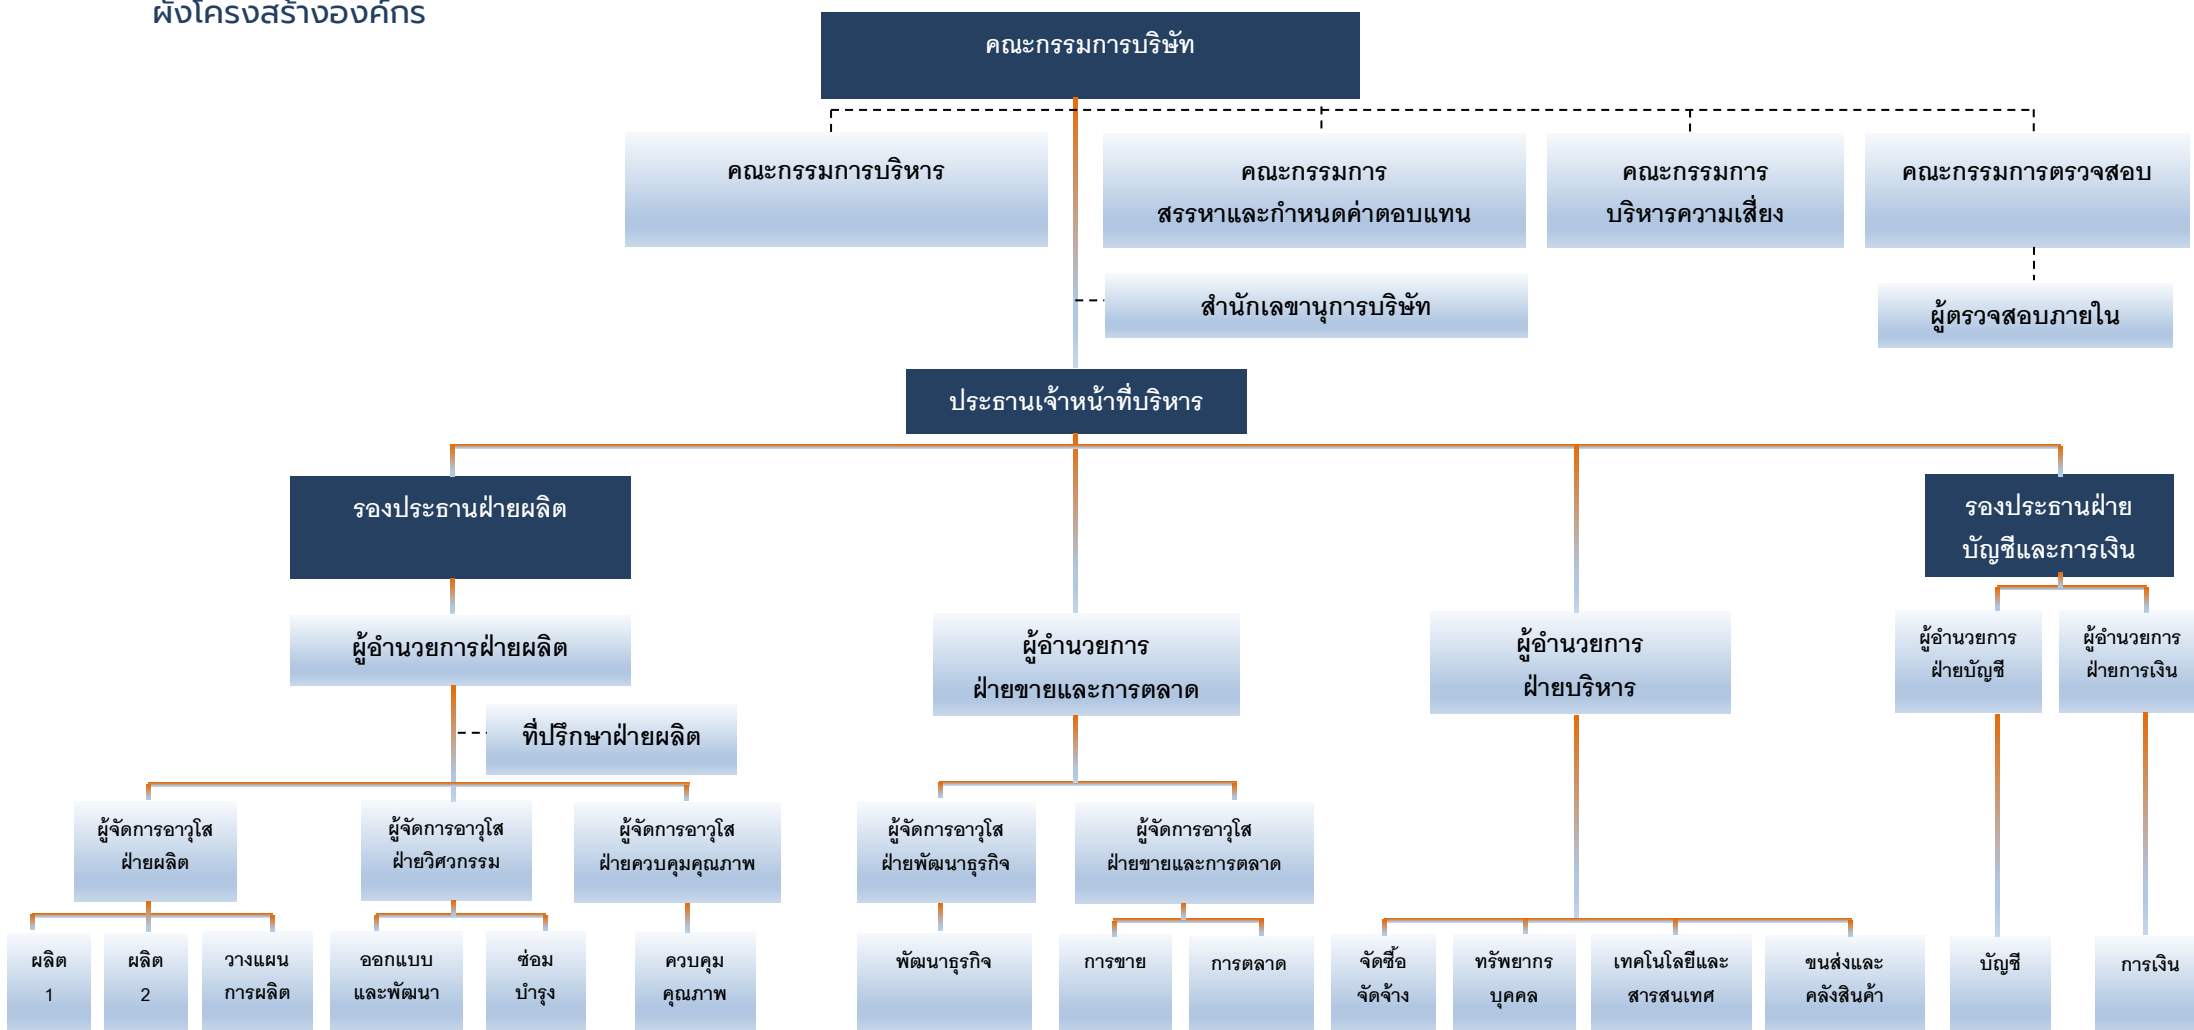 ผังโครงสร้างองค์กร
คณะกรรมการบริษัท
คณะกรรมการบริหาร
คณะกรรมการ
สรรหาและกำหนดค่าตอบแทน
คณะกรรมการ
บริหารความเสี่ยง
คณะกรรมการตรวจสอบ
สำนักเลขานุการบริษัท
ผู้ตรวจสอบภายใน
ประธานเจ้าหน้าที่บริหาร
รองประธานฝ่ายผลิต
รองประธานฝ่าย
บัญชีและการเงิน
ผู้อำนวยการฝ่ายผลิต
ผู้อำนวยการ
ฝ่ายขายและการตลาด
ผู้อำนวยการ
ฝ่ายบริหาร
ผู้อำนวยการ
ฝ่ายบัญชี
ผู้อำนวยการ
ฝ่ายการเงิน
ที่ปรึกษาฝ่ายผลิต
ผู้จัดการอาวุโส
ฝ่ายผลิต
ผู้จัดการอาวุโส
ฝ่ายวิศวกรรม
ผู้จัดการอาวุโส
ฝ่ายควบคุมคุณภาพ
ผู้จัดการอาวุโส
ฝ่ายพัฒนาธุรกิจ
ผู้จัดการอาวุโส
ฝ่ายขายและการตลาด
ผลิต
1
ผลิต
2
วางแผน
การผลิต
ออกแบบ
และพัฒนา
ซ่อม
บำรุง
ควบคุม
คุณภาพ
พัฒนาธุรกิจ
การขาย
การตลาด
จัดซื้อ
จัดจ้าง
ทรัพยากร
บุคคล
เทคโนโลยีและ
สารสนเทศ
ขนส่งและ
คลังสินค้า
บัญชี
การเงิน